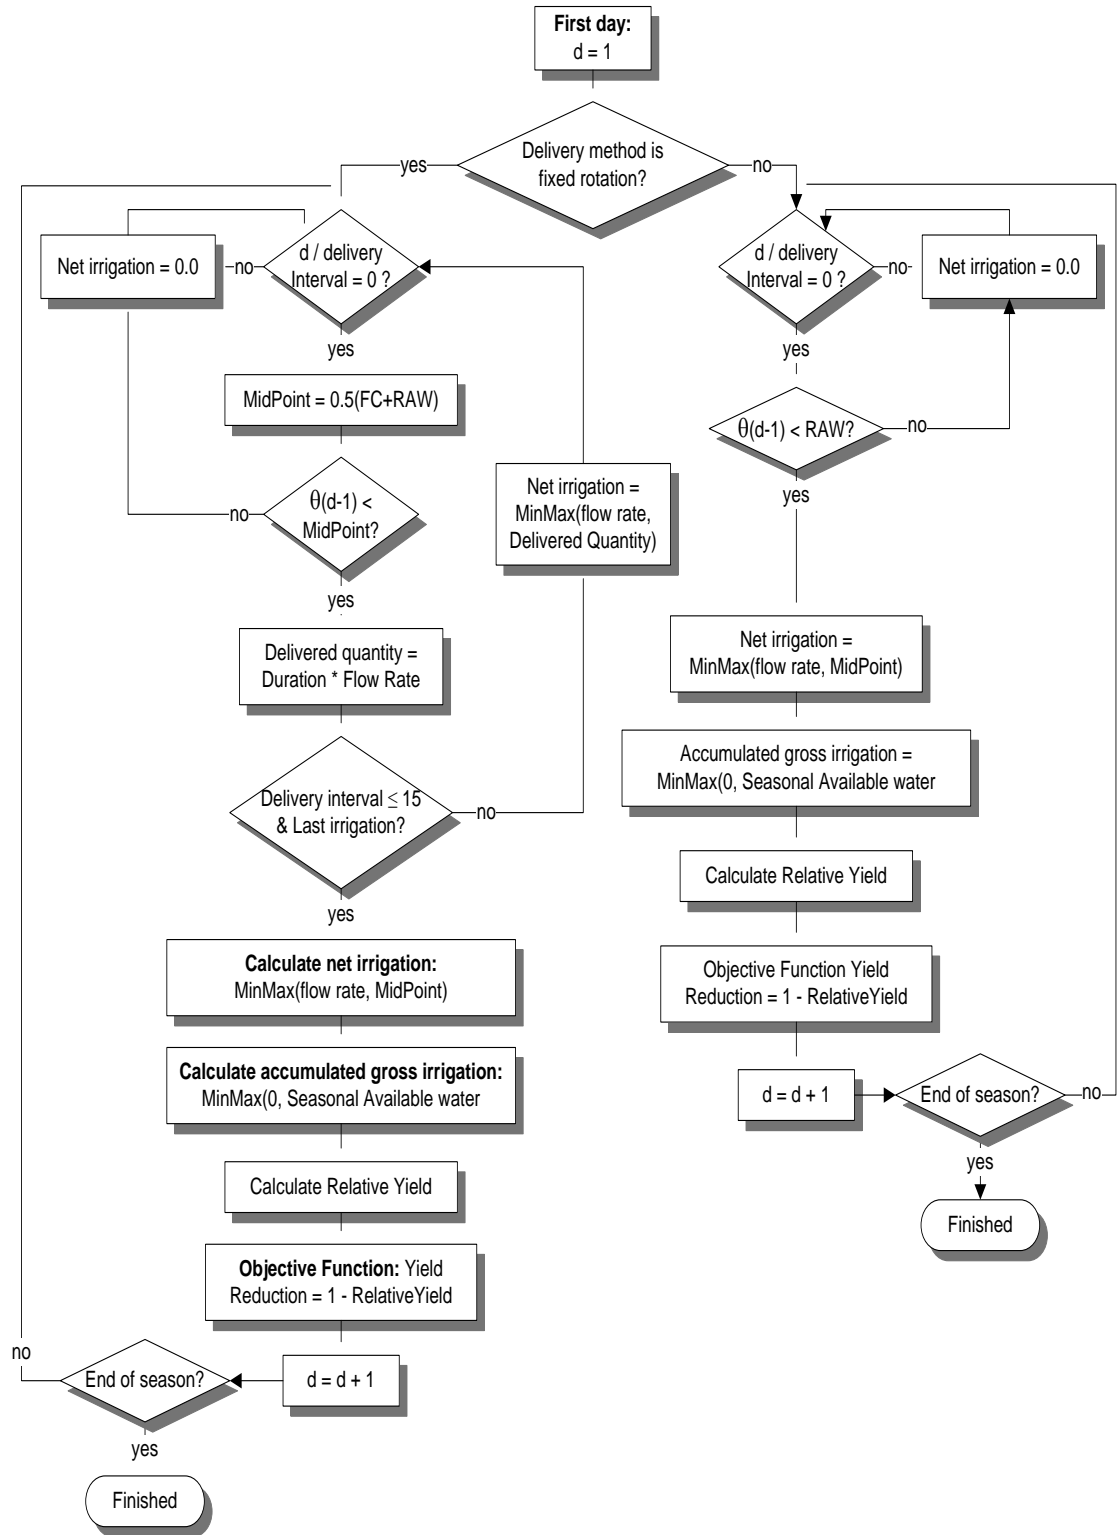 First day:
d = 1
Delivery method is
fixed rotation?
yes
no
d / delivery
Interval = 0 ?
no
Net irrigation = 0.0
yes
MidPoint = 0.5(FC+RAW)
θ(d-1) <
MidPoint?
no
yes
Delivered quantity =
Duration * Flow Rate
Net irrigation =
MinMax(flow rate,
Delivered Quantity)
Delivery interval ≤ 15
& Last irrigation?
no
yes
Calculate net irrigation:
MinMax(flow rate, MidPoint)
Calculate accumulated gross irrigation:
MinMax(0, Seasonal Available water
Calculate Relative Yield
Objective Function: Yield
Reduction = 1 - RelativeYield
d = d + 1
End of season?
no
yes
Finished
d / delivery
Interval = 0 ?
no
Net irrigation = 0.0
yes
θ(d-1) < RAW?
no
yes
Net irrigation =
MinMax(flow rate, MidPoint)
Accumulated gross irrigation =
MinMax(0, Seasonal Available water
Calculate Relative Yield
Objective Function Yield
Reduction = 1 - RelativeYield
d = d + 1
End of season?
no
yes
Finished